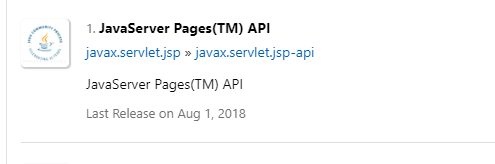 1. JavaServer Pages(TM) API
javax.servlet.jsp » javax.servlet.jsp-api
JavaServer Pages(TM) API
Last Release on Aug 1, 2018